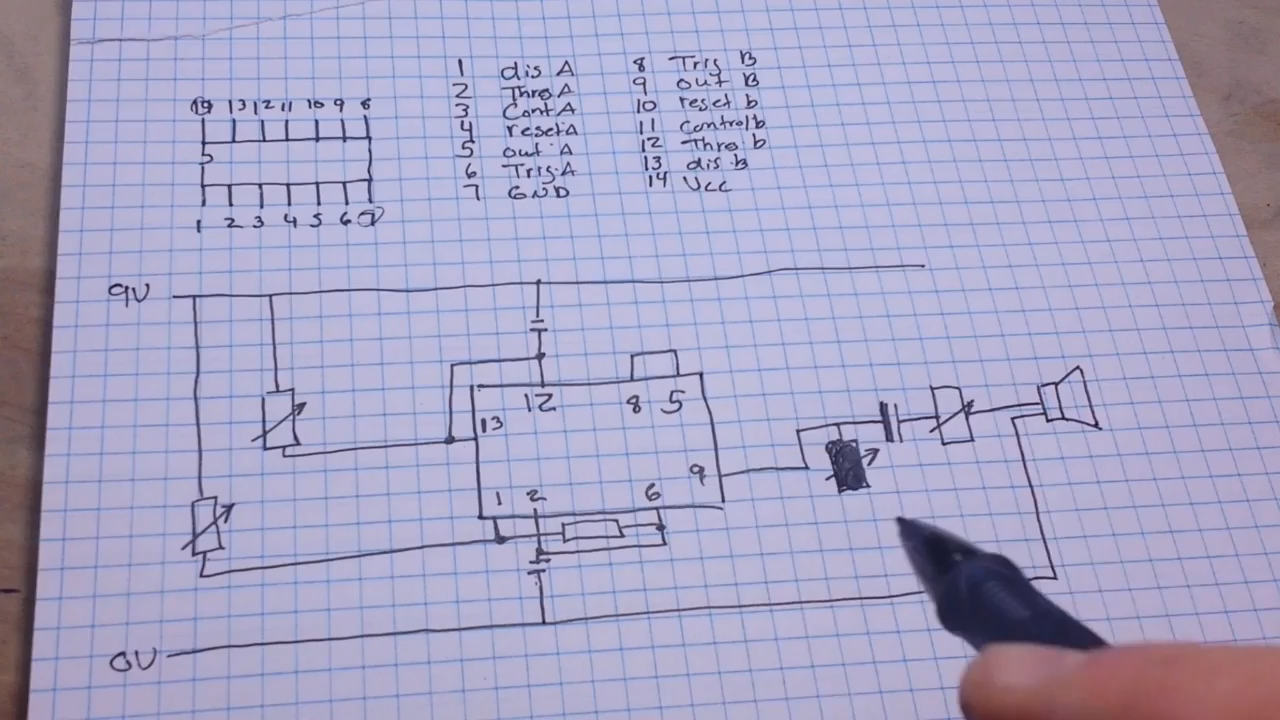 14 13 12 11 10 9 8
1 2 3 4 5 6 7
1 dis A
2 Thre A
3 Cont A
4 reset A
5 out A
6 Trig A
7 GND
8 Trig B
9 out B
10 reset b
11 Control b
12 Thre b
13 dis B
14 Vcc
9V
12 8 5
13
9
1 2 6
0V